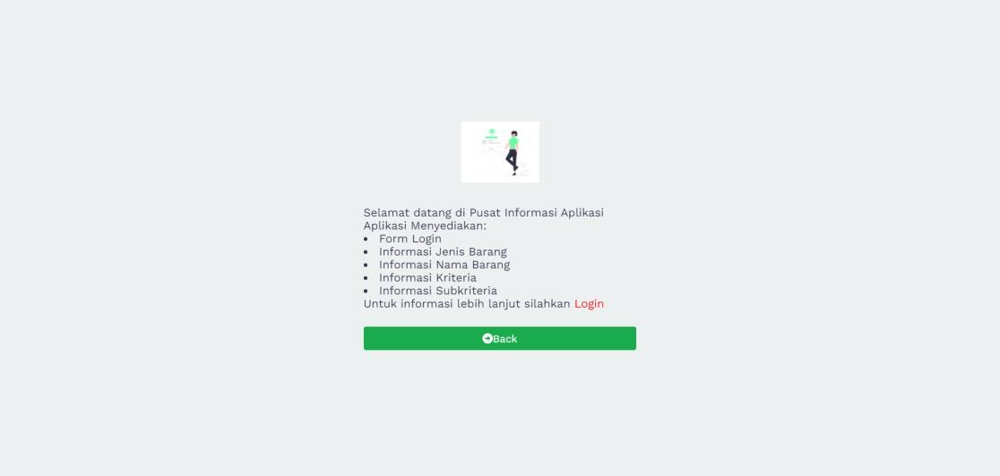 Selamat datang di Pusat Informasi Aplikasi
Aplikasi Menyediakan:
• Form Login
• Informasi Jenis Barang
• Informasi Nama Barang
• Informasi Kriteria
• Informasi Subkriteria
Untuk informasi lebih lanjut silahkan Login
Back